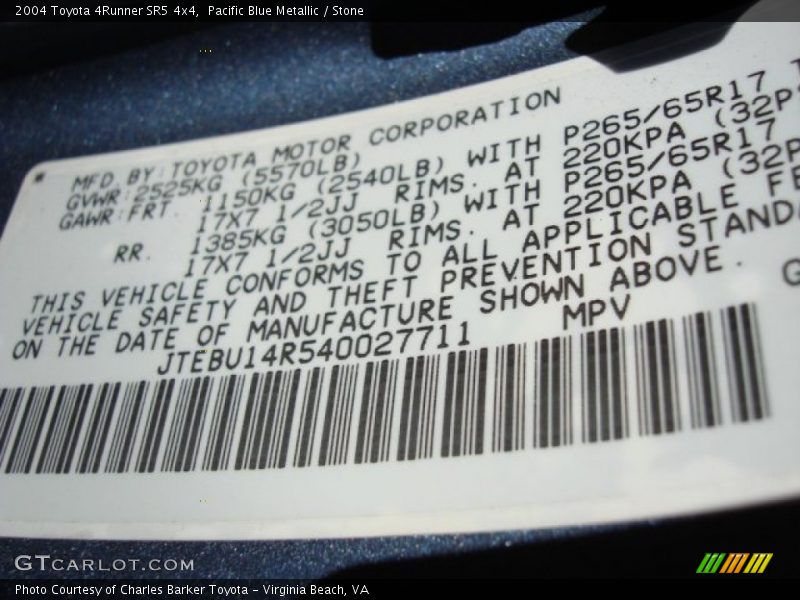 2004 Toyota 4Runner SR5 4x4, Pacific Blue Metallic / Stone
MFD BY:TOYOTA MOTOR CORPORATION
GVWR:2525KG (5570LB)
GAWR:FRT. 1150KG (2540LB) WITH P265/65R17
17X7 1/2JJ RIMS. AT 220KPA (32P
RR. 1385KG (3050LB) WITH P265/65R17
17X7 1/2JJ RIMS. AT 220KPA (32P
THIS VEHICLE CONFORMS TO ALL APPLICABLE FE
VEHICLE SAFETY AND THEFT PREVENTION STANDA
ON THE DATE OF MANUFACTURE SHOWN ABOVE.
JTEBU14R540027711 MPV
GTCARLOT.COM
Photo Courtesy of Charles Barker Toyota - Virginia Beach, VA